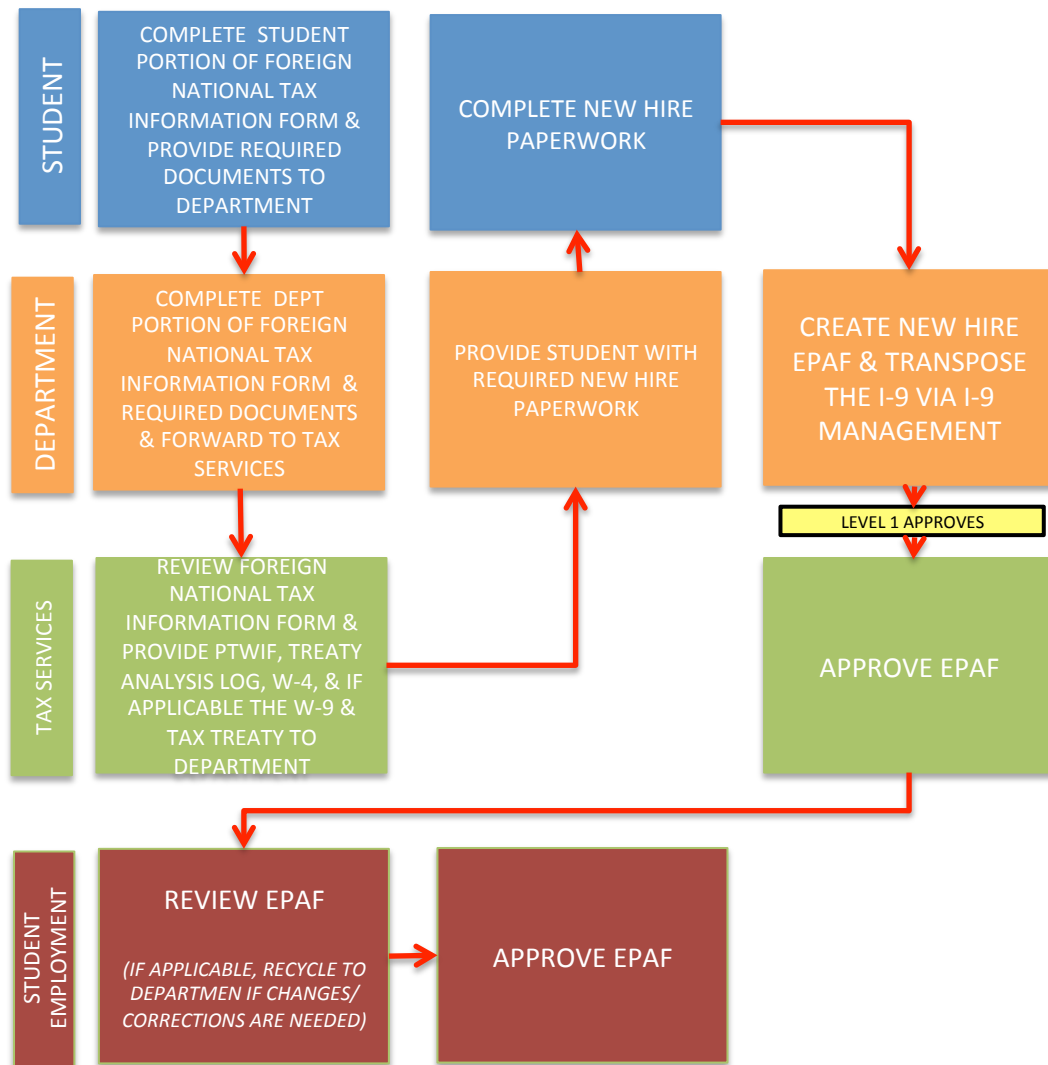 STUDENT
COMPLETE STUDENT
PORTION OF FOREIGN
NATIONAL TAX
INFORMATION FORM &
PROVIDE REQUIRED
DOCUMENTS TO
DEPARTMENT
COMPLETE NEW HIRE
PAPERWORK
DEPARTMENT
COMPLETE DEPT
PORTION OF FOREIGN
NATIONAL TAX
INFORMATION FORM &
REQUIRED DOCUMENTS
& FORWARD TO TAX
SERVICES
PROVIDE STUDENT WITH
REQUIRED NEW HIRE
PAPERWORK
CREATE NEW HIRE
EPAF & TRANSPOSE
THE I-9 VIA I-9
MANAGEMENT
LEVEL 1 APPROVES
TAX SERVICES
REVIEW FOREIGN
NATIONAL TAX
INFORMATION FORM &
PROVIDE PTWIF, TREATY
ANALYSIS LOG, W-4, & IF
APPLICABLE THE W-9 &
TAX TREATY TO
DEPARTMENT
APPROVE EPAF
STUDENT
EMPLOYMENT
REVIEW EPAF
(IF APPLICABLE, RECYCLE TO
DEPARTMEN IF CHANGES/
CORRECTIONS ARE NEEDED)
APPROVE EPAF